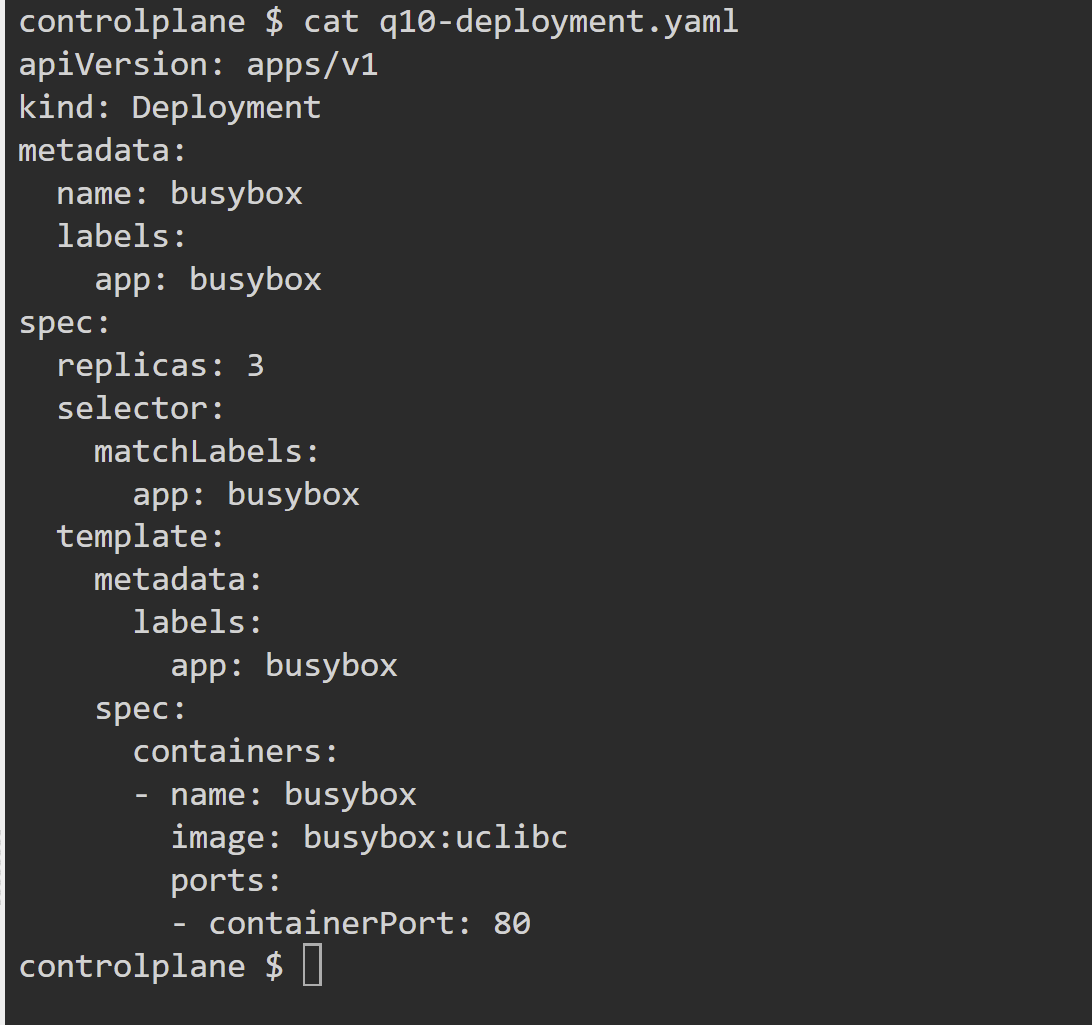 controlplane $ cat q10-deployment.yaml
apiVersion: apps/v1
kind: Deployment
metadata:
  name: busybox
  labels:
    app: busybox
spec:
  replicas: 3
  selector:
    matchLabels:
      app: busybox
  template:
    metadata:
      labels:
        app: busybox
    spec:
      containers:
      - name: busybox
        image: busybox:uclibc
        ports:
        - containerPort: 80
controlplane $